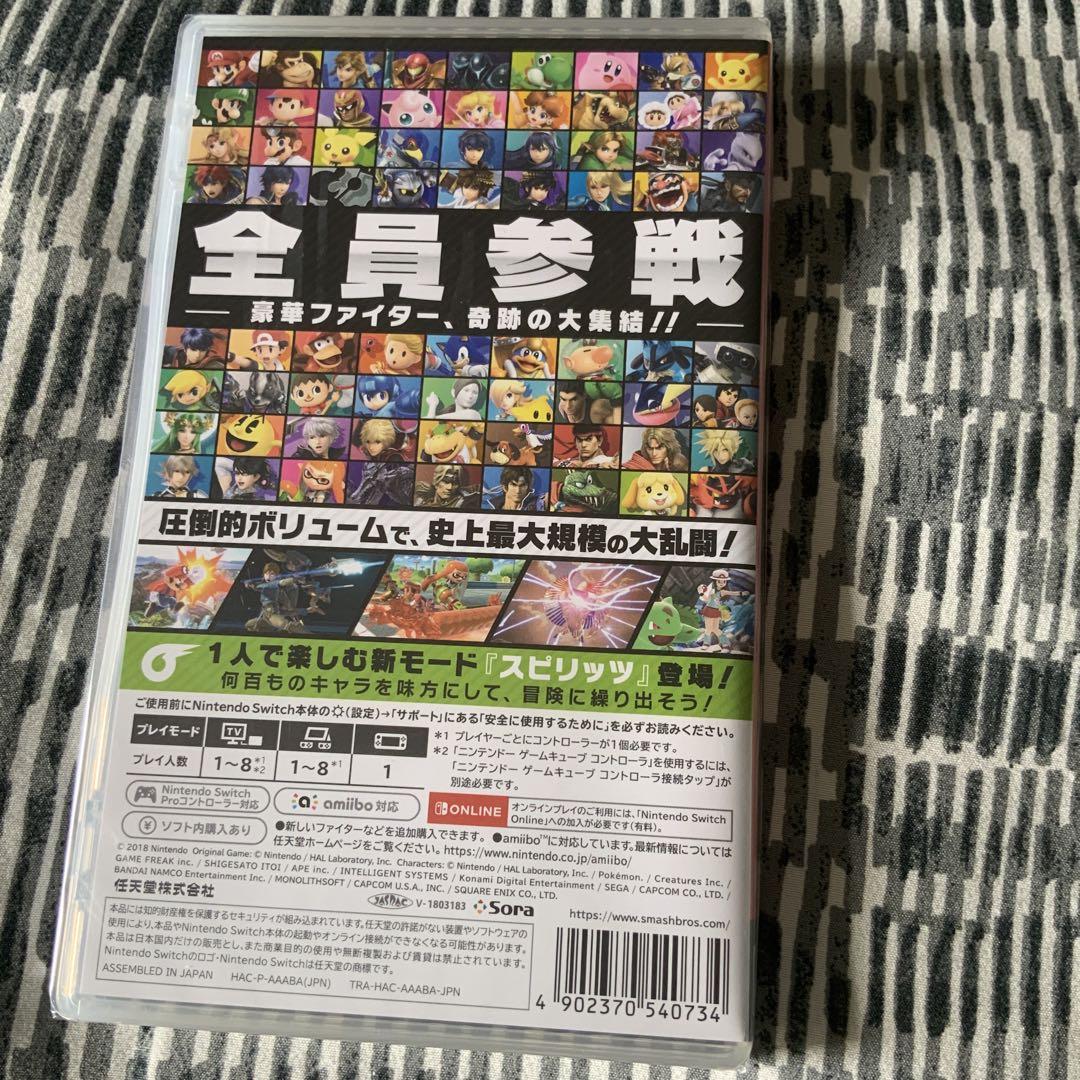 全員参戦
豪華ファイター、奇跡の大集結!!
圧倒的ボリュームで、史上最大規模の大乱闘!
1人で楽しむ新モード『スピリッツ』登場!
何百ものキャラを味方にして、冒険に繰り出そう!
ご使用前にNintendo Switch本体の(設定)→「サポート」にある「安全に使用するために」を必ずお読みください。
プレイモード
TV
プレイ人数
1～8 *1 *2
1～8 *1
1
*1 プレイヤーごとにコントローラーが1個必要です。
*2 「ニンテンドー ゲームキューブ コントローラ」を使用するには、
「ニンテンドー ゲームキューブ コントローラ接続タップ」が
別途必要です。
Nintendo Switch
Proコントローラー対応
amiibo 対応
ONLINE
オンラインプレイのご利用には、「Nintendo Switch
Online」への加入が必要です(有料)。
¥ ソフト内購入あり
●新しいファイターなどを追加購入できます。 ●amiibo™に対応しています。最新情報については
任天堂ホームページをご覧ください。https://www.nintendo.co.jp/amiibo/
© 2018 Nintendo Original Game: © Nintendo / HAL Laboratory, Inc. Characters: © Nintendo / HAL Laboratory, Inc. / Pokémon. / Creatures Inc. /
GAME FREAK inc. / SHIGESATO ITOI / APE inc. / INTELLIGENT SYSTEMS / Konami Digital Entertainment / SEGA / CAPCOM CO., LTD. /
BANDAI NAMCO Entertainment Inc. / MONOLITHSOFT / CAPCOM U.S.A., INC. / SQUARE ENIX CO., LTD.
任天堂株式会社
JASRAC V-1803183
Sora
https://www.smashbros.com/
本品には知的財産権を保護するセキュリティが組み込まれています。任天堂の許諾がない装置やソフトウェアの
使用により、本品やNintendo Switch本体の起動やオンライン接続ができなくなる可能性があります。
本品は日本国内だけの販売とし、また商業目的の使用や無断複製および賃貸は禁止されています。
Nintendo Switchのロゴ・Nintendo Switchは任天堂の商標です。
ASSEMBLED IN JAPAN HAC-P-AAABA(JPN) TRA-HAC-AAABA-JPN
4 902370 540734